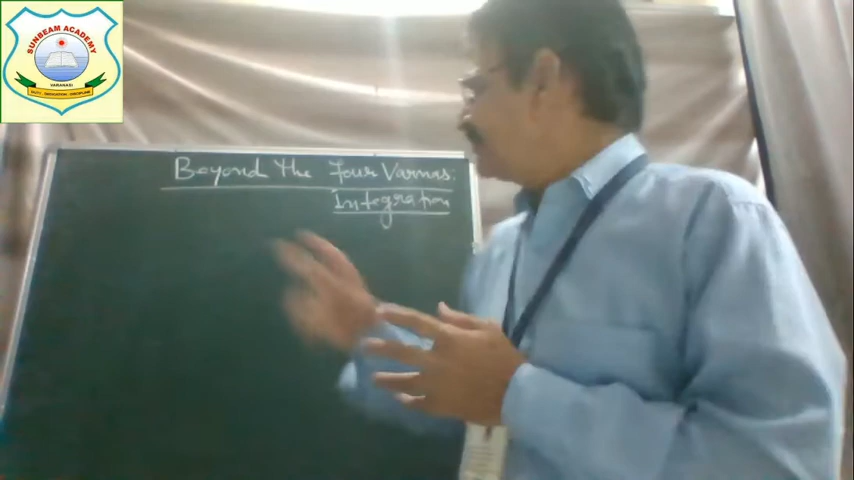 SUNBEAM ACADEMY
VARANASI
Beyond the Four Varnas:
Integration